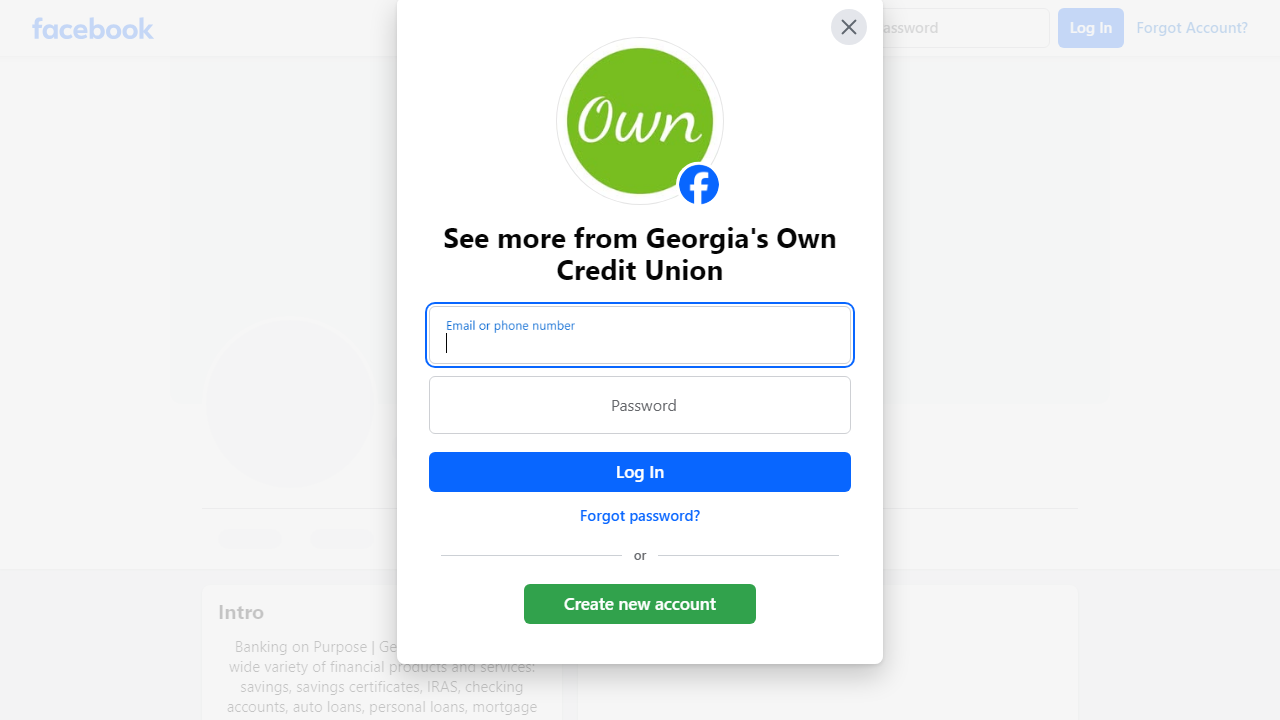 facebook
assword
Log In
Forgot Account?
Own
See more from Georgia's Own
Credit Union
Email or phone number
Password
Log In
Forgot password?
or
Create new account
Intro
Banking on Purpose | Ge
wide variety of financial products and services:
savings, savings certificates, IRAS, checking
accounts, auto loans, personal loans, mortgage